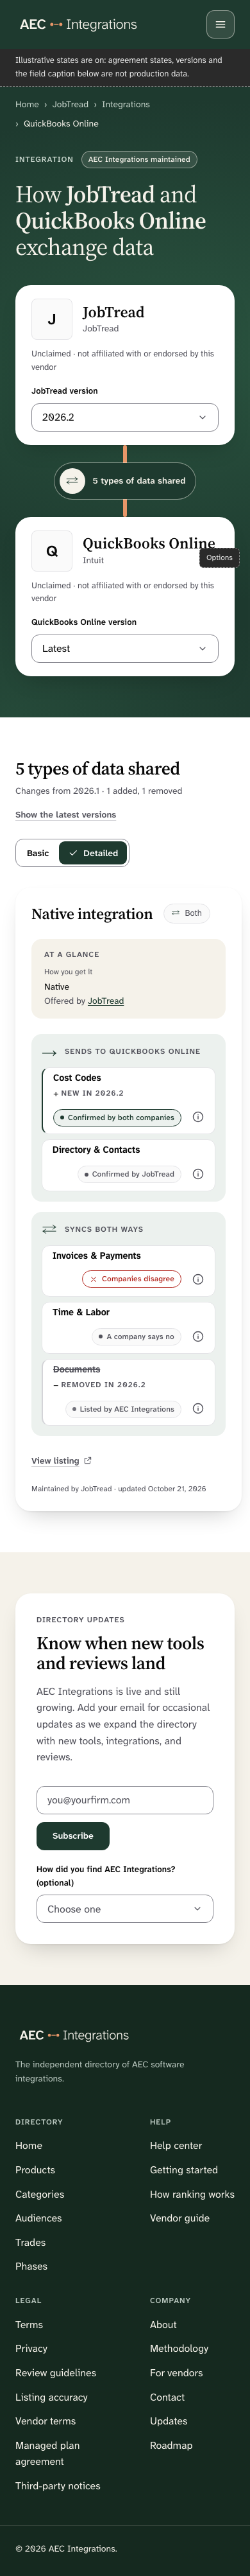 AEC Integrations
Illustrative states are on: agreement states, versions and
the field caption below are not production data.
Home › JobTread › Integrations
› QuickBooks Online
INTEGRATION AEC Integrations maintained
How JobTread and
QuickBooks Online
exchange data
J
JobTread
JobTread
Unclaimed · not affiliated with or endorsed by this
vendor
JobTread version
2026.2
5 types of data shared
Q
QuickBooks Online
Intuit
Options
Unclaimed · not affiliated with or endorsed by this
vendor
QuickBooks Online version
Latest
5 types of data shared
Changes from 2026.1 · 1 added, 1 removed
Show the latest versions
Basic Detailed
Native integration Both
AT A GLANCE
How you get it
Native
Offered by JobTread
SENDS TO QUICKBOOKS ONLINE
Cost Codes
+ NEW IN 2026.2
Confirmed by both companies
Directory & Contacts
Confirmed by JobTread
SYNCS BOTH WAYS
Invoices & Payments
Companies disagree
Time & Labor
A company says no
Documents
– REMOVED IN 2026.2
Listed by AEC Integrations
View listing
Maintained by JobTread · updated October 21, 2026
DIRECTORY UPDATES
Know when new tools
and reviews land
AEC Integrations is live and still
growing. Add your email for occasional
updates as we expand the directory
with new tools, integrations, and
reviews.
you@yourfirm.com
Subscribe
How did you find AEC Integrations?
(optional)
Choose one
AEC Integrations
The independent directory of AEC software
integrations.
DIRECTORY
Home
Products
Categories
Audiences
Trades
Phases
HELP
Help center
Getting started
How ranking works
Vendor guide
LEGAL
Terms
Privacy
Review guidelines
Listing accuracy
Vendor terms
Managed plan
agreement
Third-party notices
COMPANY
About
Methodology
For vendors
Contact
Updates
Roadmap
© 2026 AEC Integrations.